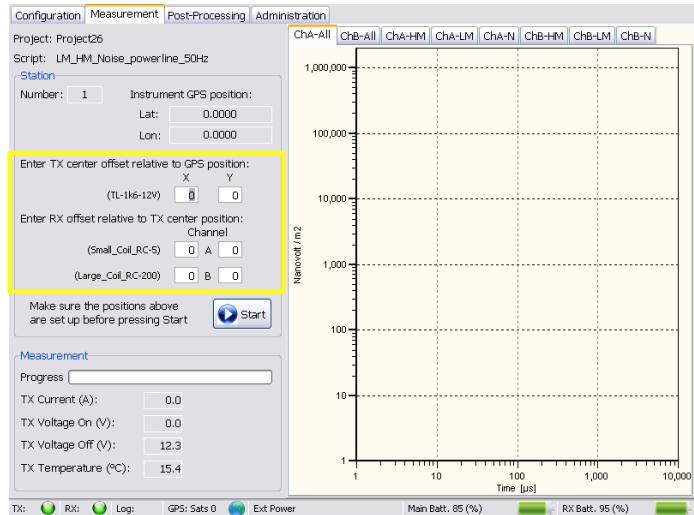 Configuration Measurement Post-Processing Administration
Project: Project26
Script: LM_HM_Noise_powerline_50Hz
Station
Number: 1 Instrument GPS position:
Lat: 0.0000
Lon: 0.0000
Enter TX center offset relative to GPS position:
X Y
(TL-1k6-12V) 0 0
Enter RX offset relative to TX center position:
Channel
(Small_Coil_RC-5) 0 A 0
(Large_Coil_RC-200) 0 B 0
Make sure the positions above
are set up before pressing Start
Start
Measurement
Progress
TX Current (A): 0.0
TX Voltage On (V): 0.0
TX Voltage Off (V): 12.3
TX Temperature (ºC): 15.4
ChA-All ChB-All ChA-HM ChA-LM ChA-N ChB-HM ChB-LM ChB-N
Nanovolt / m2
1,000,000
100,000
10,000
1,000
100
10
1
1 10 100 1,000 10,000
Time [µs]
TX: RX: Log: GPS: Sats 0 Ext Power Main Batt. 85 (%) RX Batt. 95 (%)